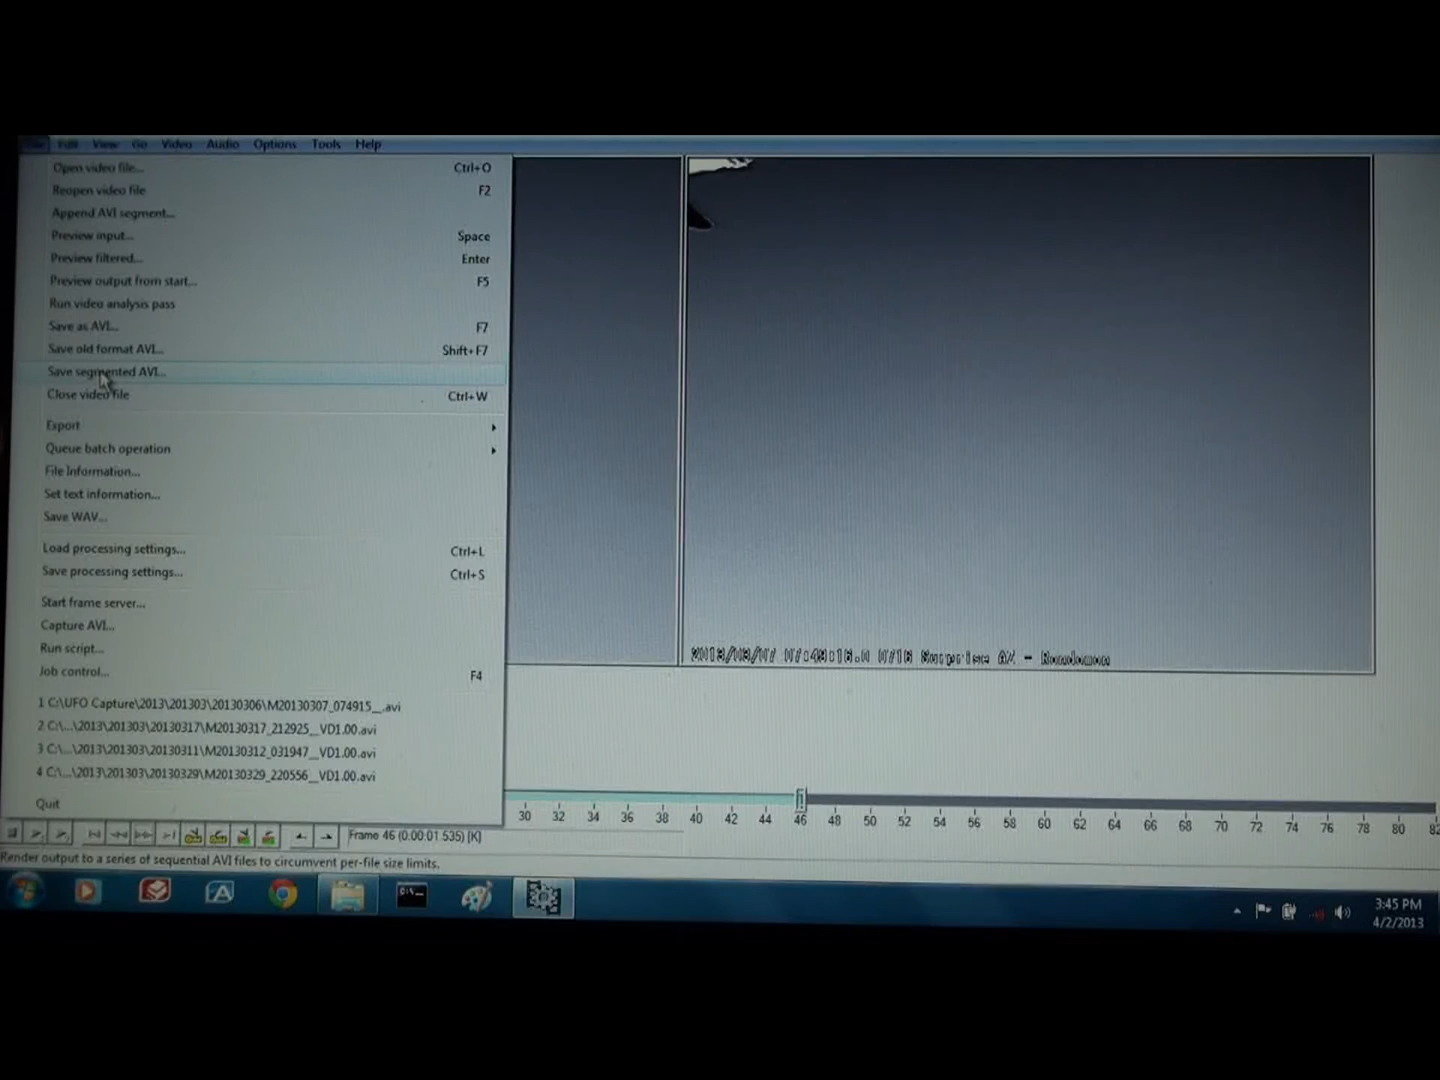 Edit View Go Video Audio Options Tools Help
Open video file... Ctrl+O
Reopen video file F2
Append AVI segment...
Preview input... Space
Preview filtered... Enter
Preview output from start... F5
Run video analysis pass
Save as AVI... F7
Save old format AVI... Shift+F7
Save segmented AVI...
Close video file Ctrl+W
Export
Queue batch operation
File Information...
Set text information...
Save WAV...
Load processing settings... Ctrl+L
Save processing settings... Ctrl+S
Start frame server...
Capture AVI...
Run script...
Job control... F4
1 C:\UFO Capture\2013\201303\20130306\M20130307_074915__.avi
2 C:\...\2013\201303\20130317\M20130317_212925__VD1.00.avi
3 C:\...\2013\201303\20130311\M20130312_031947__VD1.00.avi
4 C:\...\2013\201303\20130329\M20130329_220556__VD1.00.avi
Quit
Surprise AZ -
30 32 34 36 38 40 42 44 46 48 50 52 54 56 58 60 62 64 66 68 70 72 74 76 78 80 82
Frame 46 (0:00:01.535) [K]
Render output to a series of sequential AVI files to circumvent per-file size limits.
C:\
3:45 PM
4/2/2013